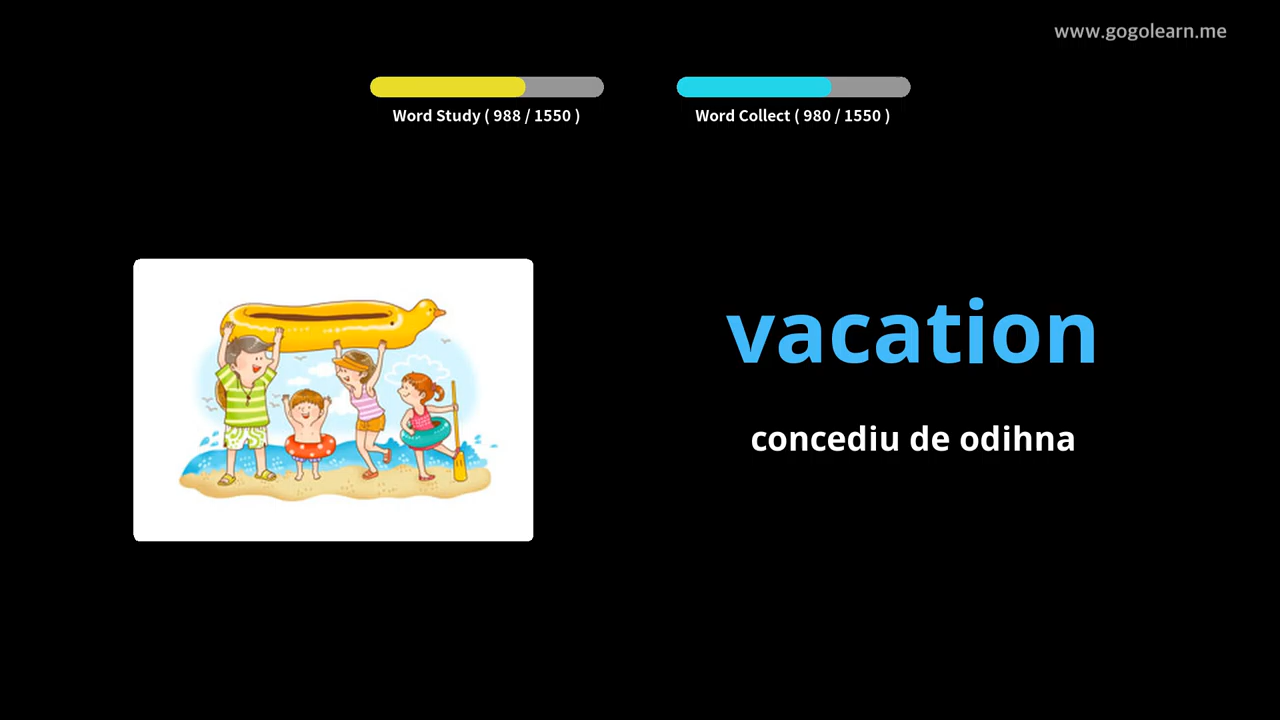 www.gogolearn.me
Word Study ( 988 / 1550 )
Word Collect ( 980 / 1550 )
vacation
concediu de odihna